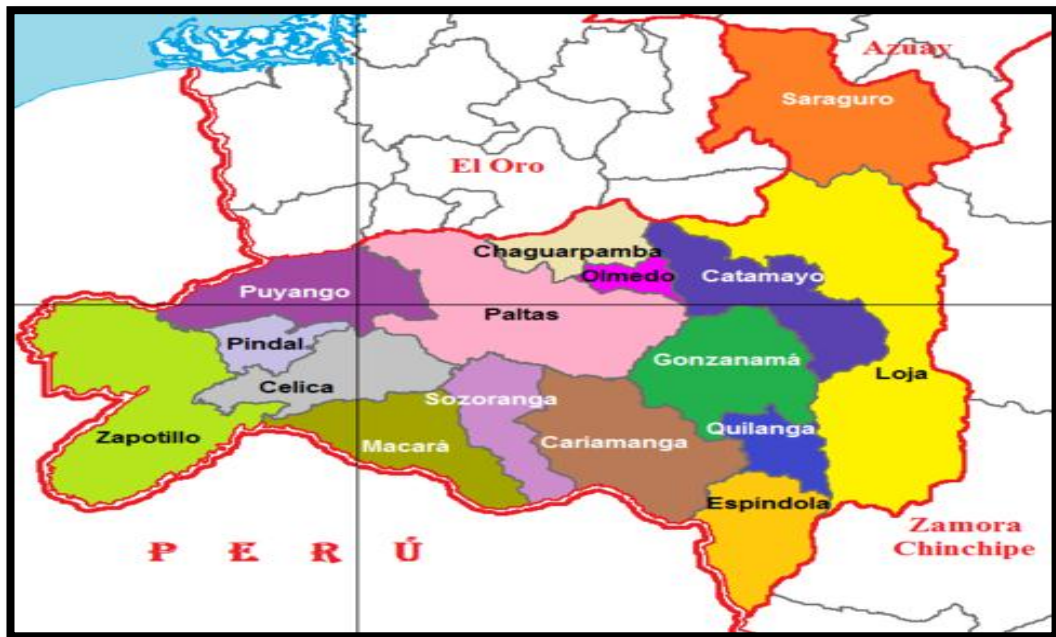 Azuay
Saraguro
El Oro
Chaguarpamba
Olmedo
Catamayo
Puyango
Paltas
Pindal
Gonzanamá
Loja
Celica
Sozoranga
Zapotillo
Macará
Cariamanga
Quilanga
Espíndola
Zamora
Chinchipe
P E R Ú